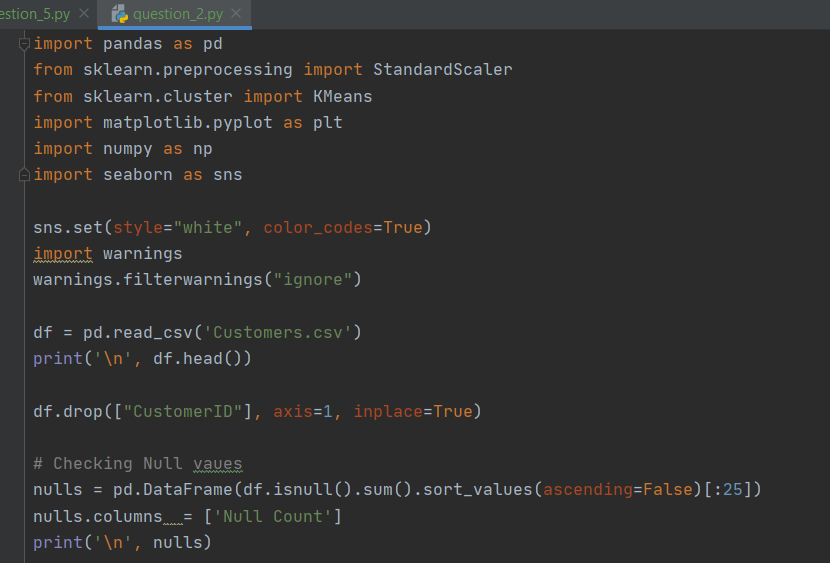 estion_5.py question_2.py
import pandas as pd
from sklearn.preprocessing import StandardScaler
from sklearn.cluster import KMeans
import matplotlib.pyplot as plt
import numpy as np
import seaborn as sns
sns.set(style="white", color_codes=True)
import warnings
warnings.filterwarnings("ignore")
df = pd.read_csv('Customers.csv')
print('\n', df.head())
df.drop(["CustomerID"], axis=1, inplace=True)
# Checking Null vaues
nulls = pd.DataFrame(df.isnull().sum().sort_values(ascending=False)[:25])
nulls.columns  = ['Null Count']
print('\n', nulls)